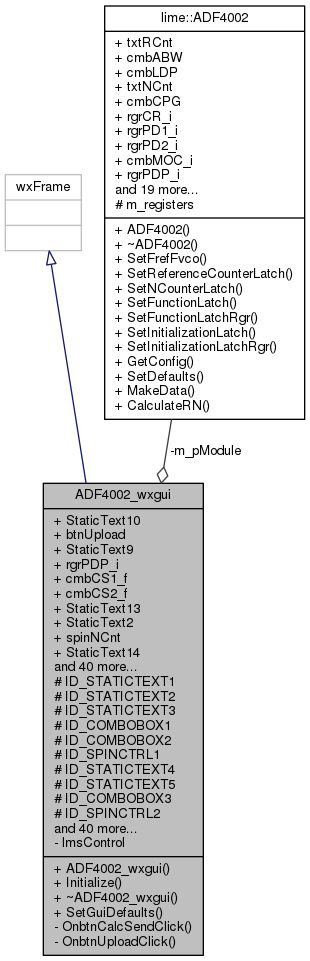 lime::ADF4002
+ txtRCnt
+ cmbABW
+ cmbLDP
+ txtNCnt
+ cmbCPG
+ rgrCR_i
+ rgrPD1_i
+ rgrPD2_i
+ cmbMOC_i
+ rgrPDP_i
and 19 more...
# m_registers
+ ADF4002()
+ ~ADF4002()
+ SetFrefFvco()
+ SetReferenceCounterLatch()
+ SetNCounterLatch()
+ SetFunctionLatch()
+ SetFunctionLatchRgr()
+ SetInitializationLatch()
+ SetInitializationLatchRgr()
+ GetConfig()
+ SetDefaults()
+ MakeData()
+ CalculateRN()
wxFrame
-m_pModule
ADF4002_wxgui
+ StaticText10
+ btnUpload
+ StaticText9
+ rgrPDP_i
+ cmbCS1_f
+ cmbCS2_f
+ StaticText13
+ StaticText2
+ spinNCnt
+ StaticText14
and 40 more...
# ID_STATICTEXT1
# ID_STATICTEXT2
# ID_STATICTEXT3
# ID_COMBOBOX1
# ID_COMBOBOX2
# ID_SPINCTRL1
# ID_STATICTEXT4
# ID_STATICTEXT5
# ID_COMBOBOX3
# ID_SPINCTRL2
and 40 more...
- lmsControl
+ ADF4002_wxgui()
+ Initialize()
+ ~ADF4002_wxgui()
+ SetGuiDefaults()
- OnbtnCalcSendClick()
- OnbtnUploadClick()